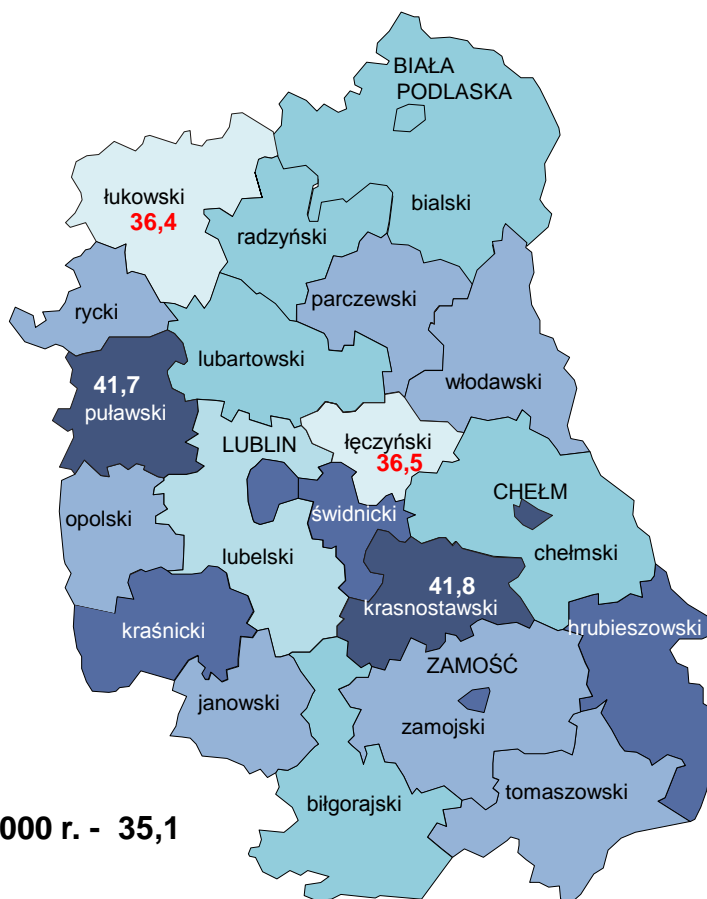 BIAŁA
PODLASKA
łukowski
36,4
bialski
radzyński
parczewski
rycki
lubartowski
włodawski
41,7
puławski
LUBLIN
łęczyński
36,5
CHEŁM
opolski
świdnicki
lubelski
chełmski
41,8
krasnostawski
kraśnicki
hrubieszowski
ZAMOŚĆ
janowski
zamojski
tomaszowski
biłgorajski
000 r. - 35,1